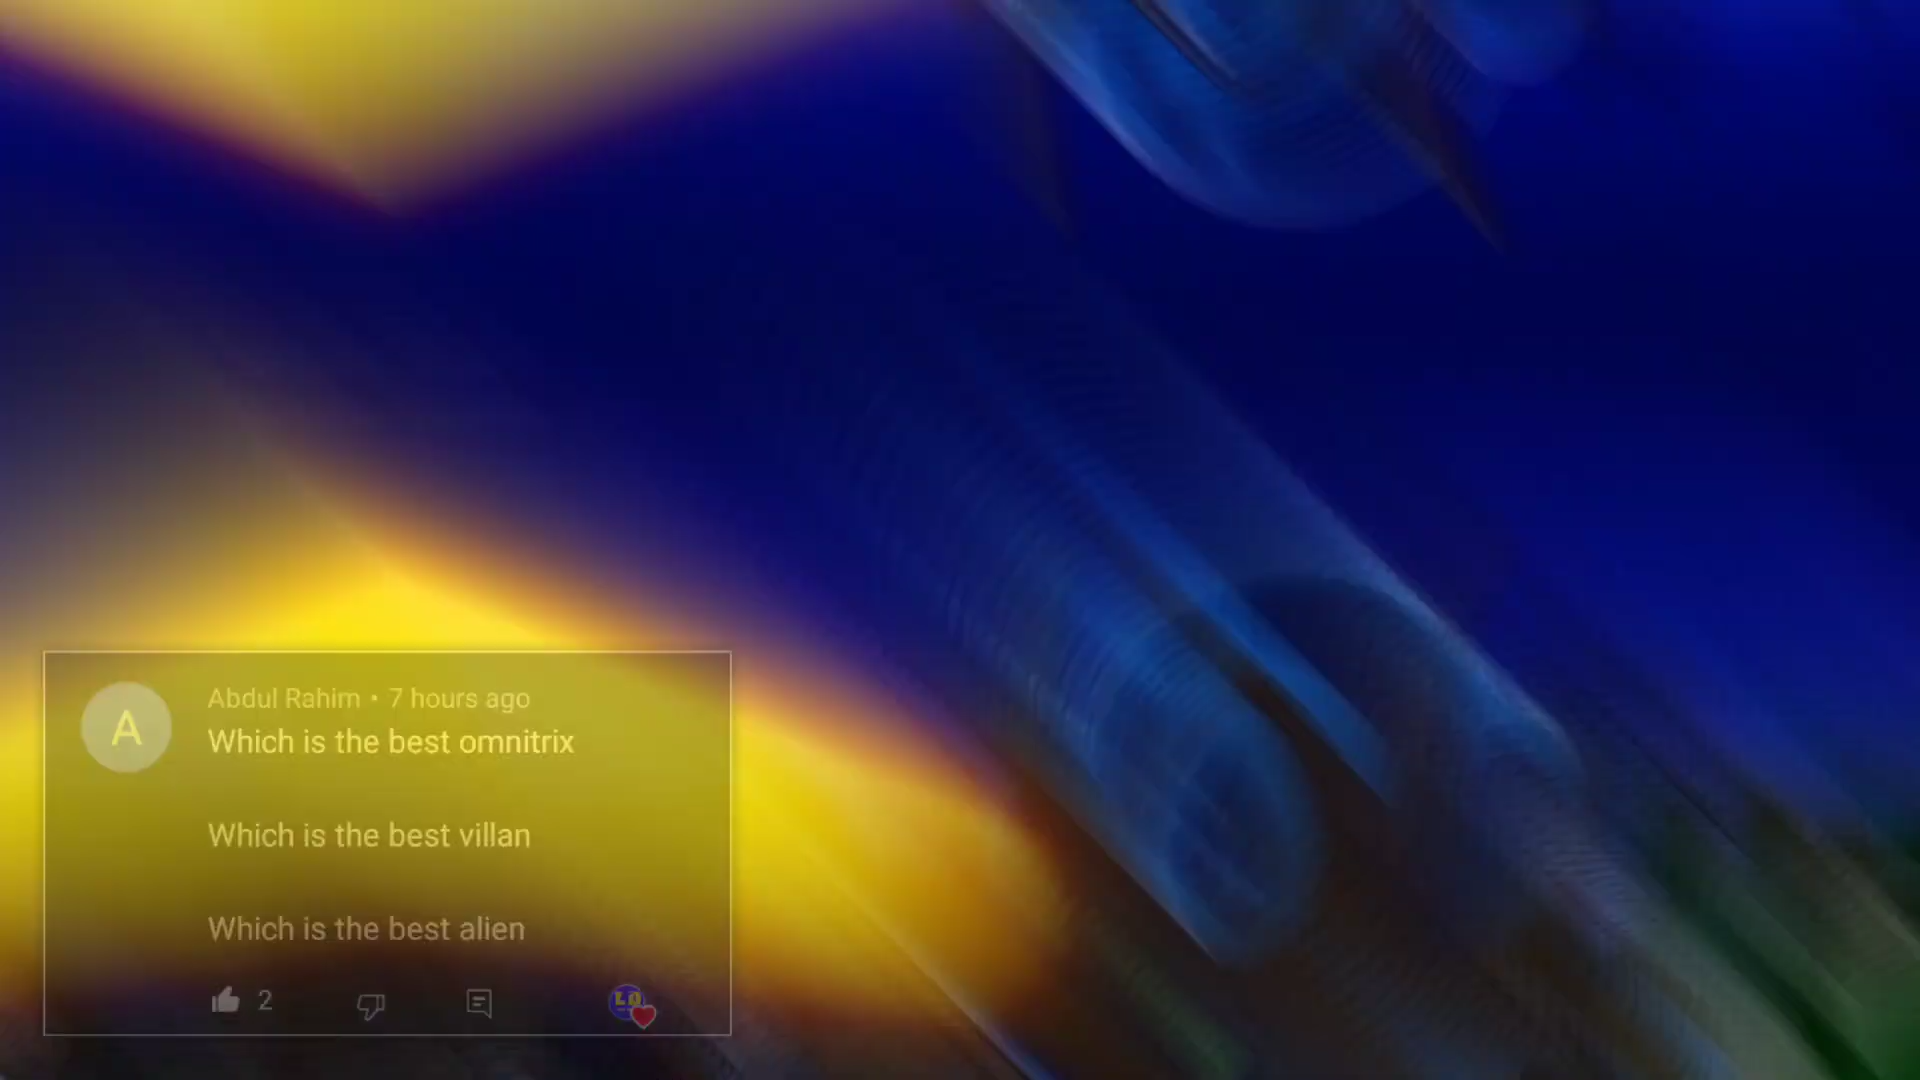 A
Abdul Rahim • 7 hours ago
Which is the best omnitrix
Which is the best villan
Which is the best alien
2
LO